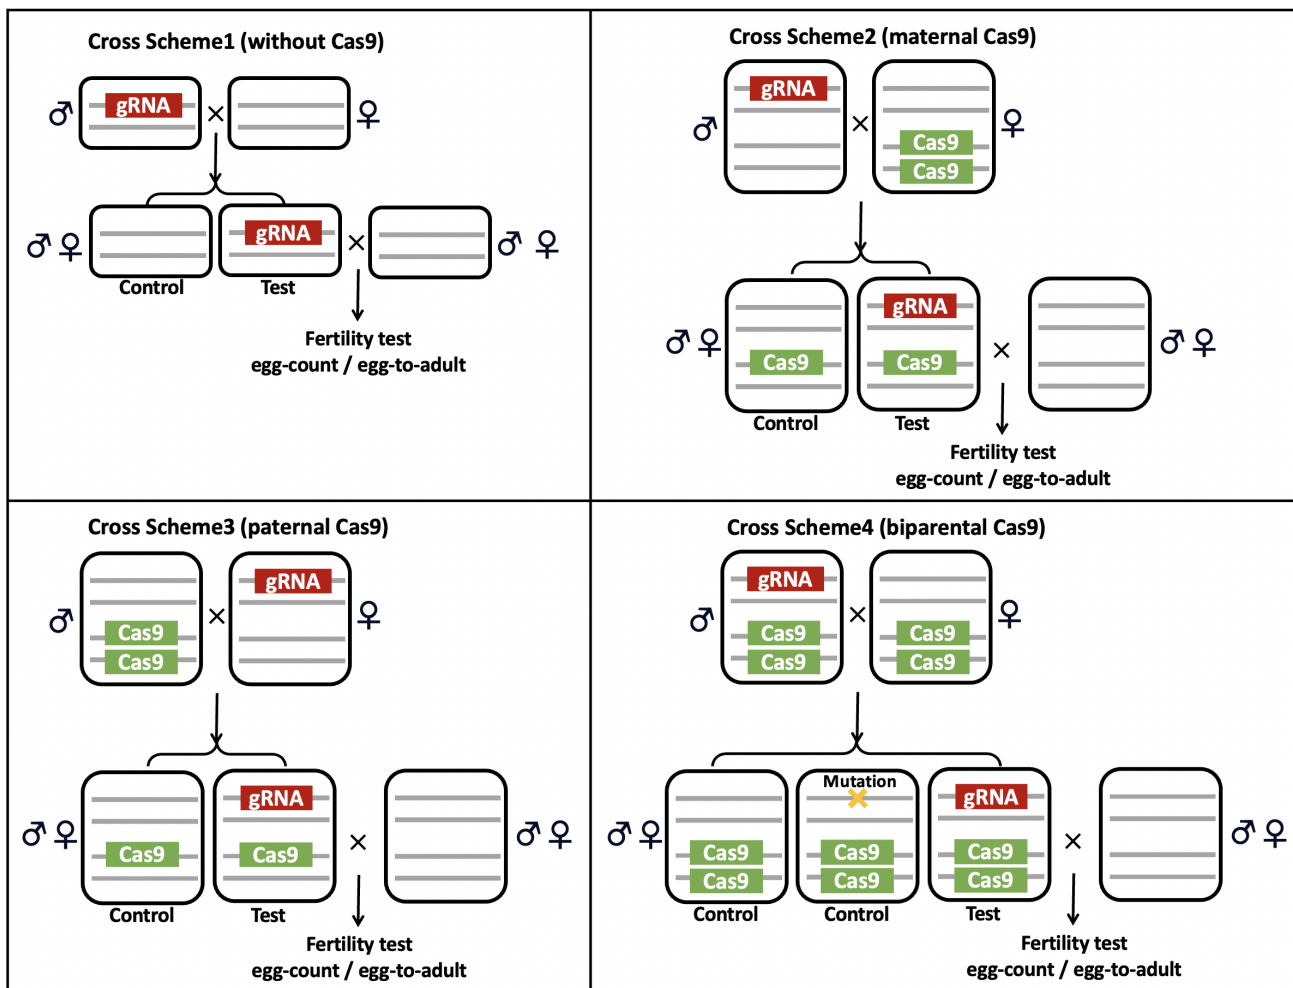 Cross Scheme1 (without Cas9)
♂ gRNA × ♀
♂ ♀ gRNA × ♂ ♀
Control Test
Fertility test
egg-count / egg-to-adult
Cross Scheme2 (maternal Cas9)
gRNA
♂ × ♀
Cas9
Cas9
gRNA
♂ ♀ Cas9 Cas9 × ♂ ♀
Control Test
Fertility test
egg-count / egg-to-adult
Cross Scheme3 (paternal Cas9)
gRNA
♂ × ♀
Cas9
Cas9
gRNA
♂ ♀ Cas9 Cas9 × ♂ ♀
Control Test
Fertility test
egg-count / egg-to-adult
Cross Scheme4 (biparental Cas9)
gRNA
♂ × ♀
Cas9 Cas9
Cas9 Cas9
Mutation
gRNA
♂ ♀ × ♂ ♀
Cas9 Cas9 Cas9
Cas9 Cas9 Cas9
Control Control Test
Fertility test
egg-count / egg-to-adult